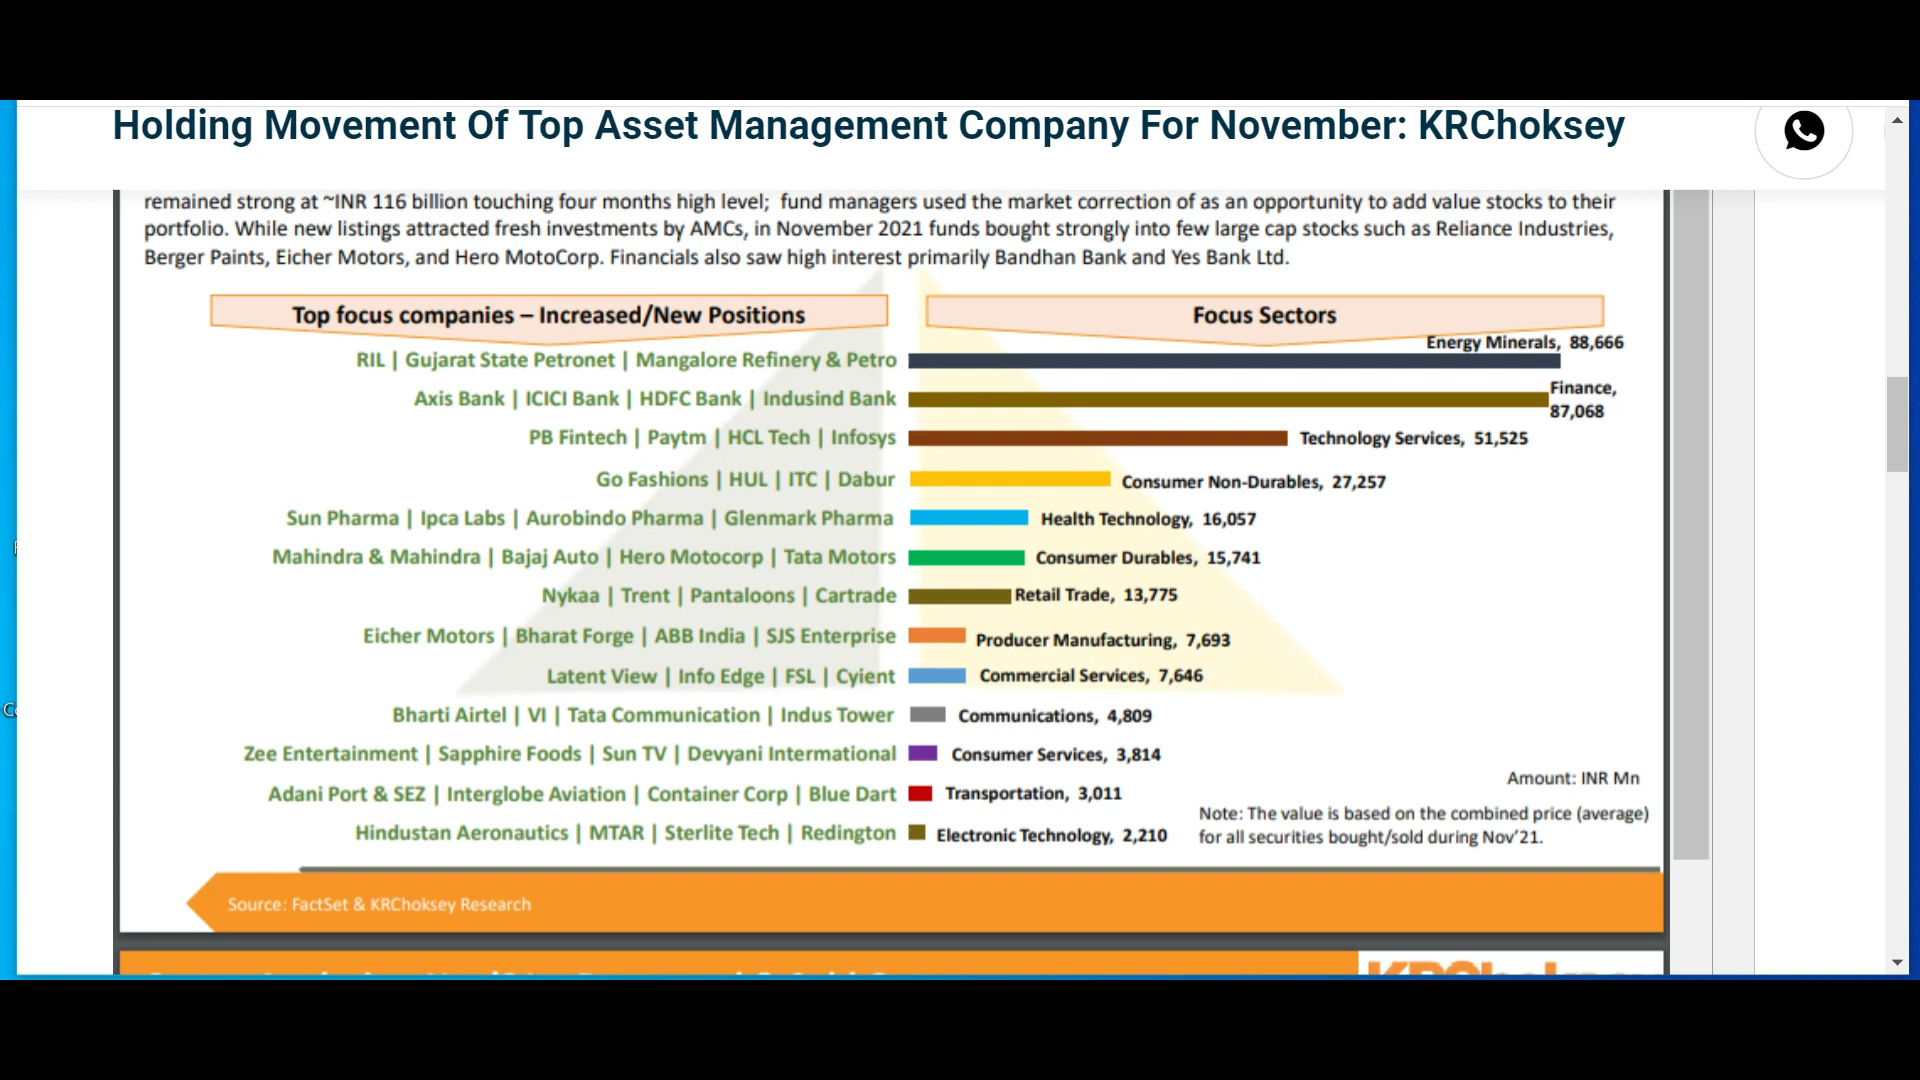 Holding Movement Of Top Asset Management Company For November: KRChoksey
remained strong at ~INR 116 billion touching four months high level; fund managers used the market correction of as an opportunity to add value stocks to their
portfolio. While new listings attracted fresh investments by AMCs, in November 2021 funds bought strongly into few large cap stocks such as Reliance Industries,
Berger Paints, Eicher Motors, and Hero MotoCorp. Financials also saw high interest primarily Bandhan Bank and Yes Bank Ltd.
Top focus companies – Increased/New Positions
Focus Sectors
RIL | Gujarat State Petronet | Mangalore Refinery & Petro
Energy Minerals, 88,666
Axis Bank | ICICI Bank | HDFC Bank | Indusind Bank
Finance,
87,068
PB Fintech | Paytm | HCL Tech | Infosys
Technology Services, 51,525
Go Fashions | HUL | ITC | Dabur
Consumer Non-Durables, 27,257
Sun Pharma | Ipca Labs | Aurobindo Pharma | Glenmark Pharma
Health Technology, 16,057
Mahindra & Mahindra | Bajaj Auto | Hero Motocorp | Tata Motors
Consumer Durables, 15,741
Nykaa | Trent | Pantaloons | Cartrade
Retail Trade, 13,775
Eicher Motors | Bharat Forge | ABB India | SJS Enterprise
Producer Manufacturing, 7,693
Latent View | Info Edge | FSL | Cyient
Commercial Services, 7,646
Bharti Airtel | VI | Tata Communication | Indus Tower
Communications, 4,809
Zee Entertainment | Sapphire Foods | Sun TV | Devyani International
Consumer Services, 3,814
Adani Port & SEZ | Interglobe Aviation | Container Corp | Blue Dart
Transportation, 3,011
Hindustan Aeronautics | MTAR | Sterlite Tech | Redington
Electronic Technology, 2,210
Amount: INR Mn
Note: The value is based on the combined price (average)
for all securities bought/sold during Nov'21.
Source: FactSet & KRChoksey Research
KRChoksey